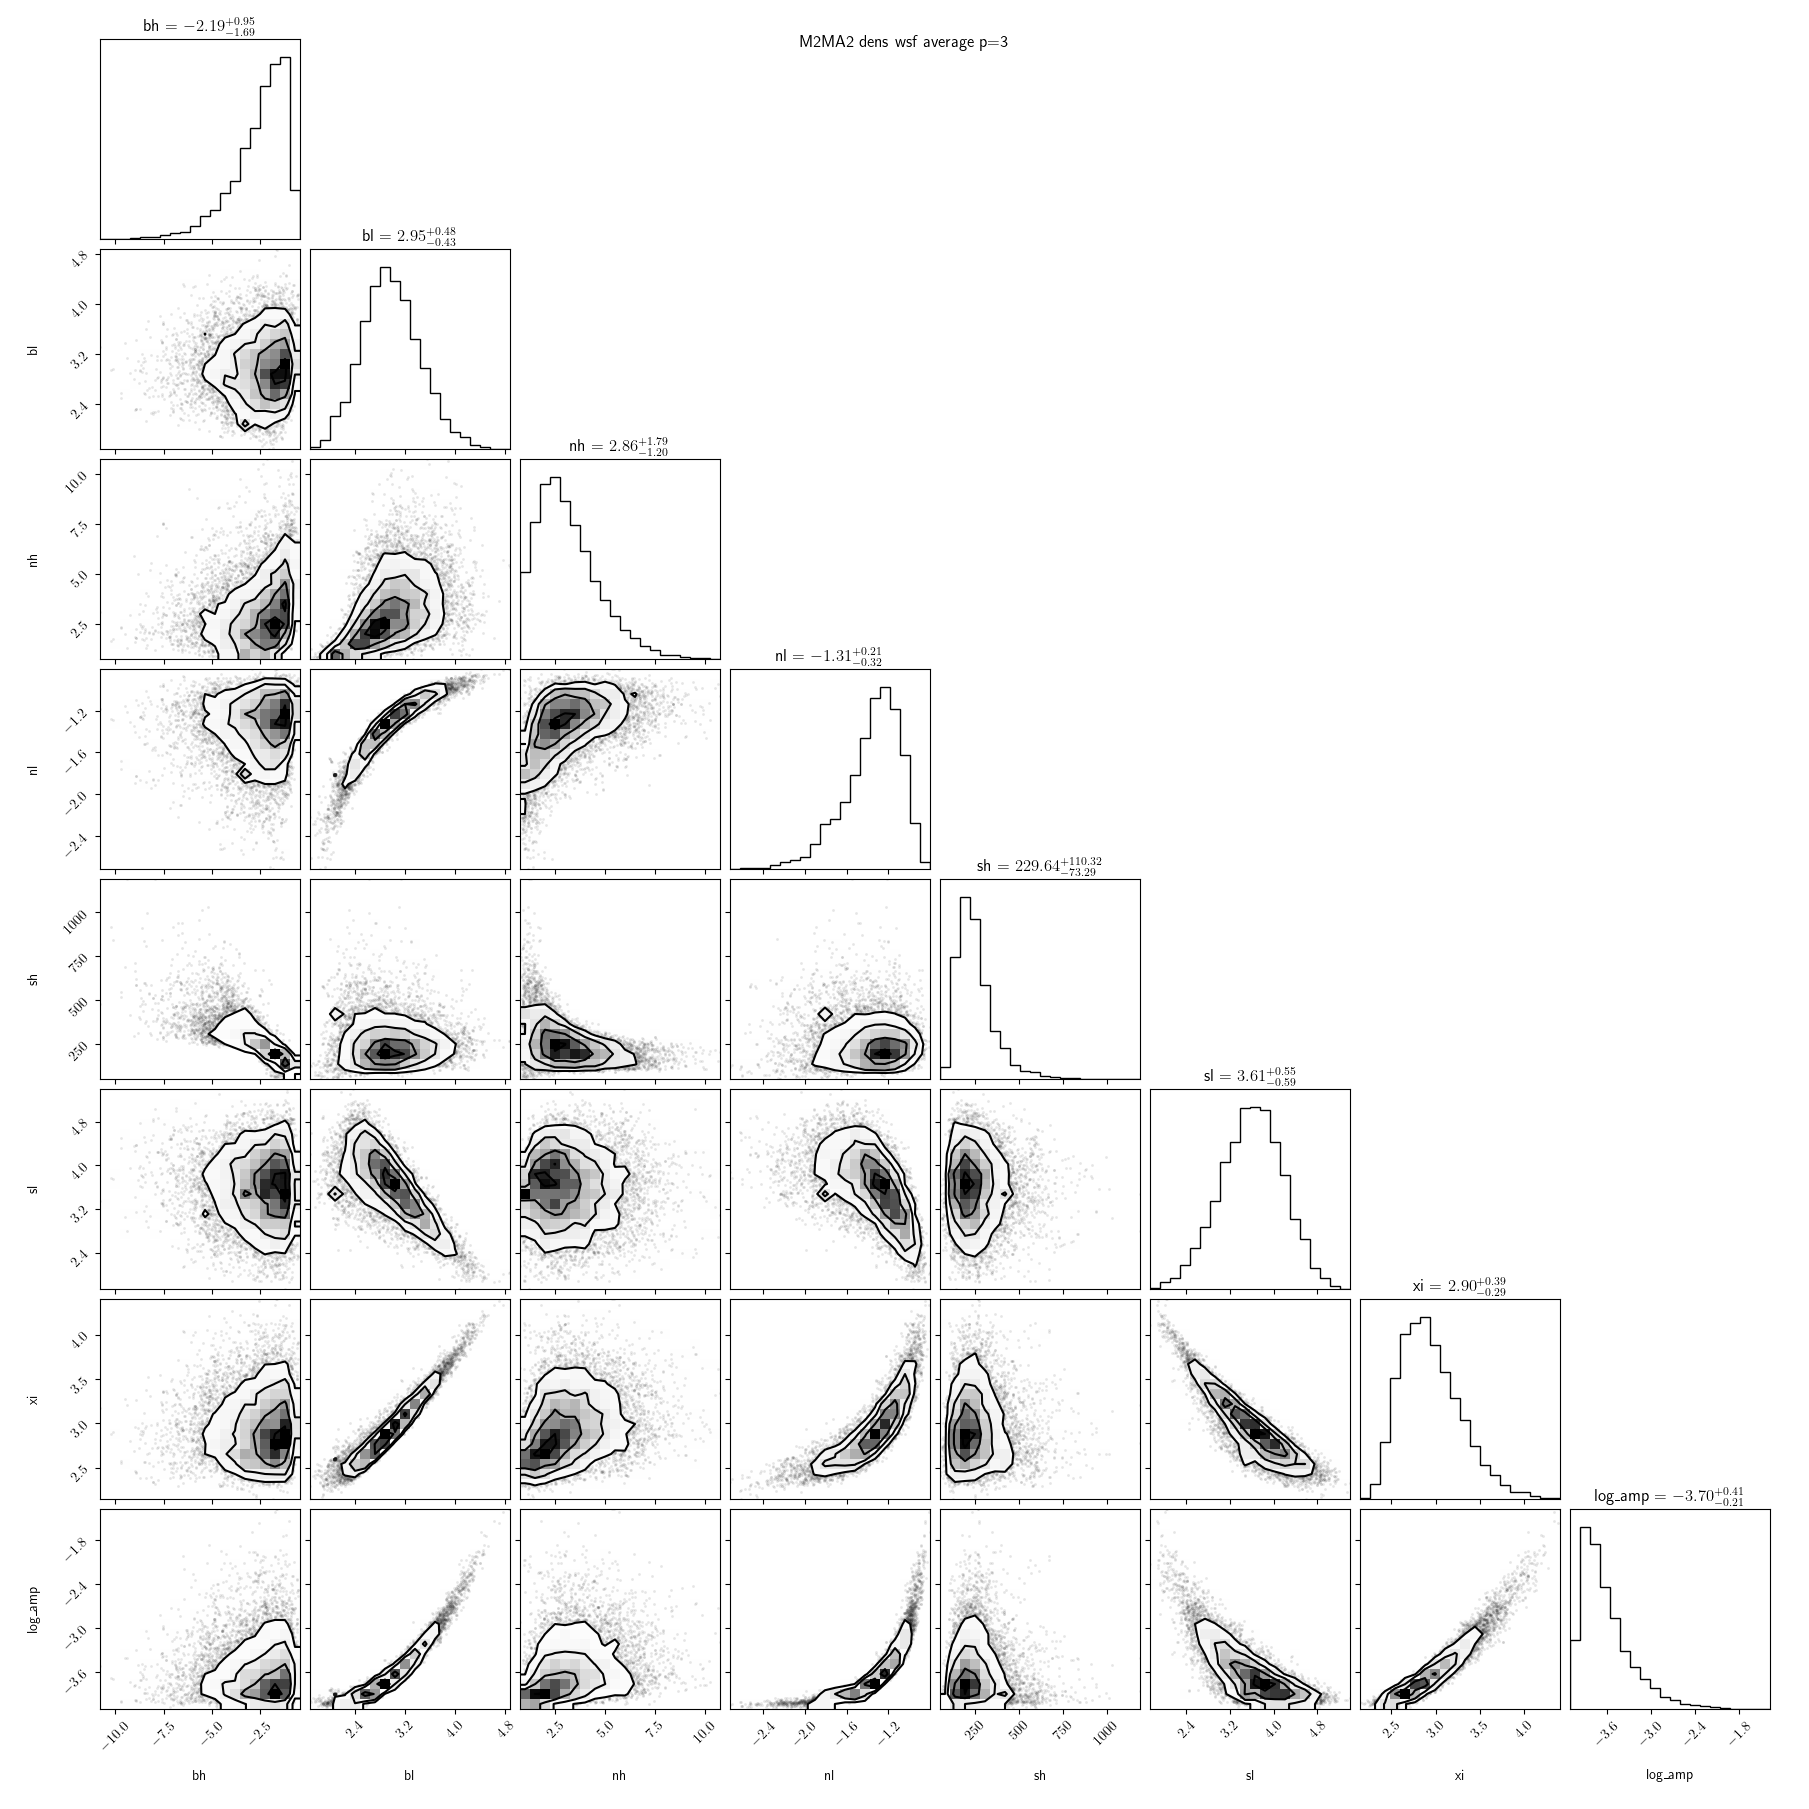 M2MA2 dens wsf average p=3
bh = −2.19+0.95−1.69
bl = 2.95+0.48−0.43
bl
4.8
4.0
3.2
2.4
nh = 2.86+1.79−1.20
nh
10.0
7.5
5.0
2.5
nl = −1.31+0.21−0.32
nl
−1.2
−1.6
−2.0
−2.4
sh = 229.64+110.32−73.29
sh
1000
750
500
250
sl = 3.61+0.55−0.59
sl
4.8
4.0
3.2
2.4
xi = 2.90+0.39−0.29
xi
4.0
3.5
3.0
2.5
log_amp = −3.70+0.41−0.21
log_amp
−1.8
−2.4
−3.0
−3.6
−10.0 −7.5 −5.0 −2.5 2.4 3.2 4.0 4.8 2.5 5.0 7.5 10.0 −2.4 −2.0 −1.6 −1.2 250 500 750 1000 2.4 3.2 4.0 4.8 2.5 3.0 3.5 4.0 −3.6 −3.0 −2.4 −1.8
bh bl nh nl sh sl xi log_amp